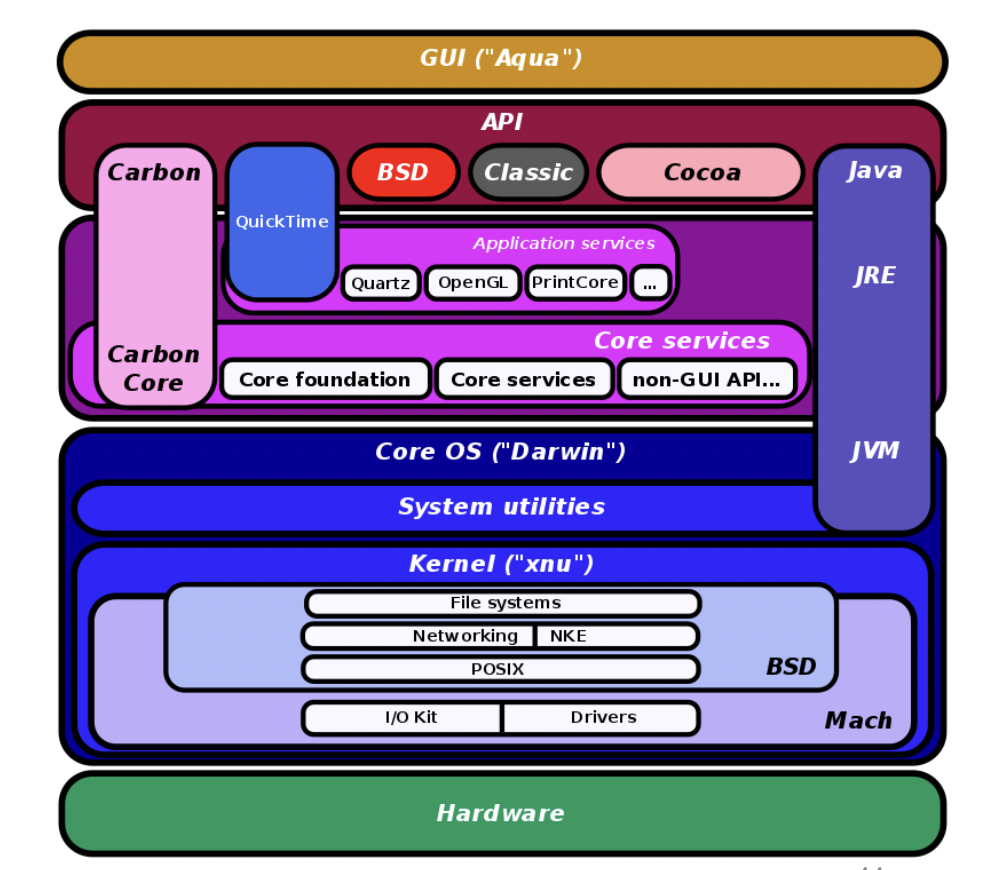 GUI ("Aqua")
API
Carbon
QuickTime
BSD
Classic
Cocoa
Java
Application services
Quartz
OpenGL
PrintCore
...
JRE
Carbon
Core
Core services
Core foundation
Core services
non-GUI API...
Core OS ("Darwin")
JVM
System utilities
Kernel ("xnu")
File systems
Networking
NKE
POSIX
BSD
I/O Kit
Drivers
Mach
Hardware